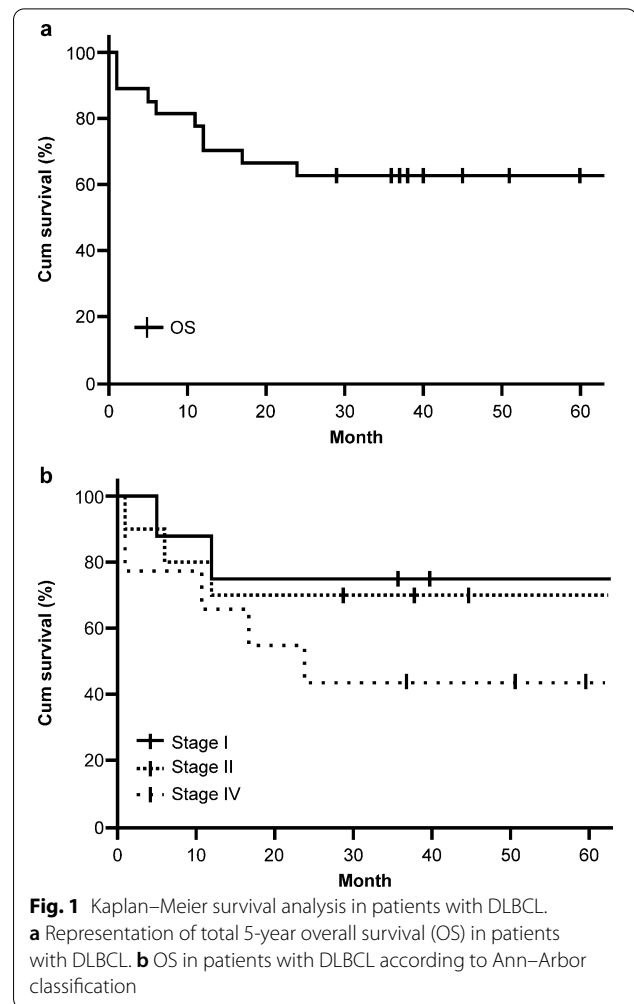 a
100
80
60
40
20
0
Cum survival (%)
OS
0 10 20 30 40 50 60
Month
b
100
80
60
40
20
0
Cum survival (%)
Stage I
Stage II
Stage IV
0 10 20 30 40 50 60
Month
Fig. 1 Kaplan–Meier survival analysis in patients with DLBCL.
a Representation of total 5-year overall survival (OS) in patients
with DLBCL. b OS in patients with DLBCL according to Ann–Arbor
classification